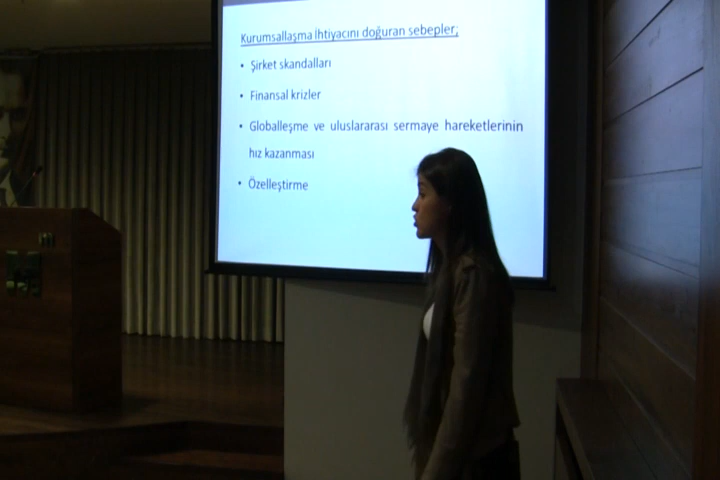 Kurumsallaşma İhtiyacını doğuran sebepler;
• Şirket skandalları
• Finansal krizler
• Globalleşme ve uluslararası sermaye hareketlerinin
hız kazanması
• Özelleştirme